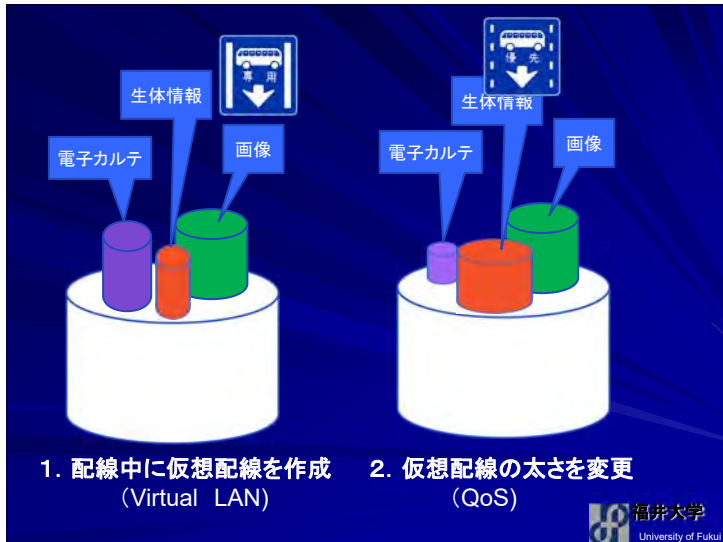 専用
生体情報
電子カルテ
画像
優先
生体情報
電子カルテ
画像
1．配線中に仮想配線を作成
（Virtual LAN)
2．仮想配線の太さを変更
（QoS）
福井大学
University of Fukui